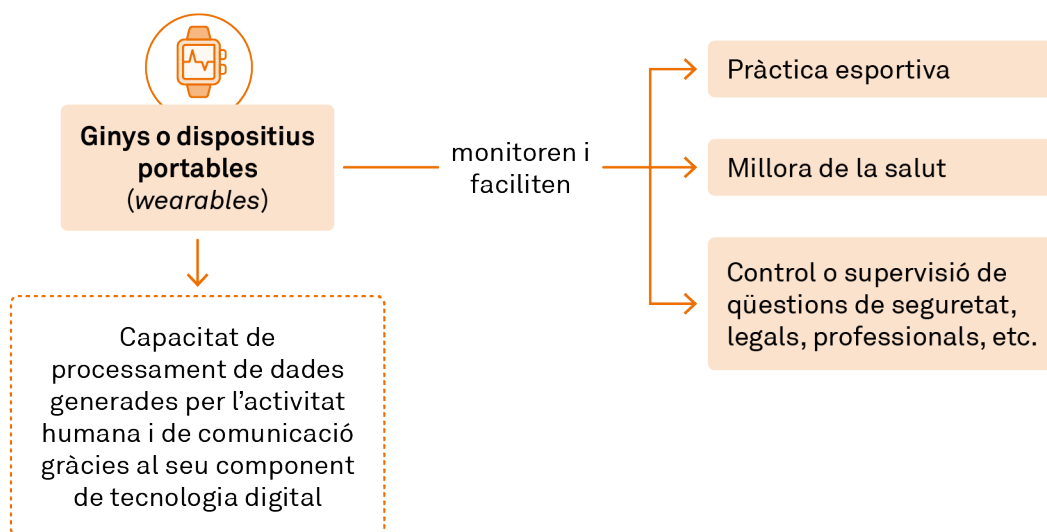 Ginys o dispositius
portables
(wearables)
monitoren i
faciliten
Pràctica esportiva
Millora de la salut
Control o supervisió de
qüestions de seguretat,
legals, professionals, etc.
Capacitat de
processament de dades
generades per l’activitat
humana i de comunicació
gràcies al seu component
de tecnologia digital